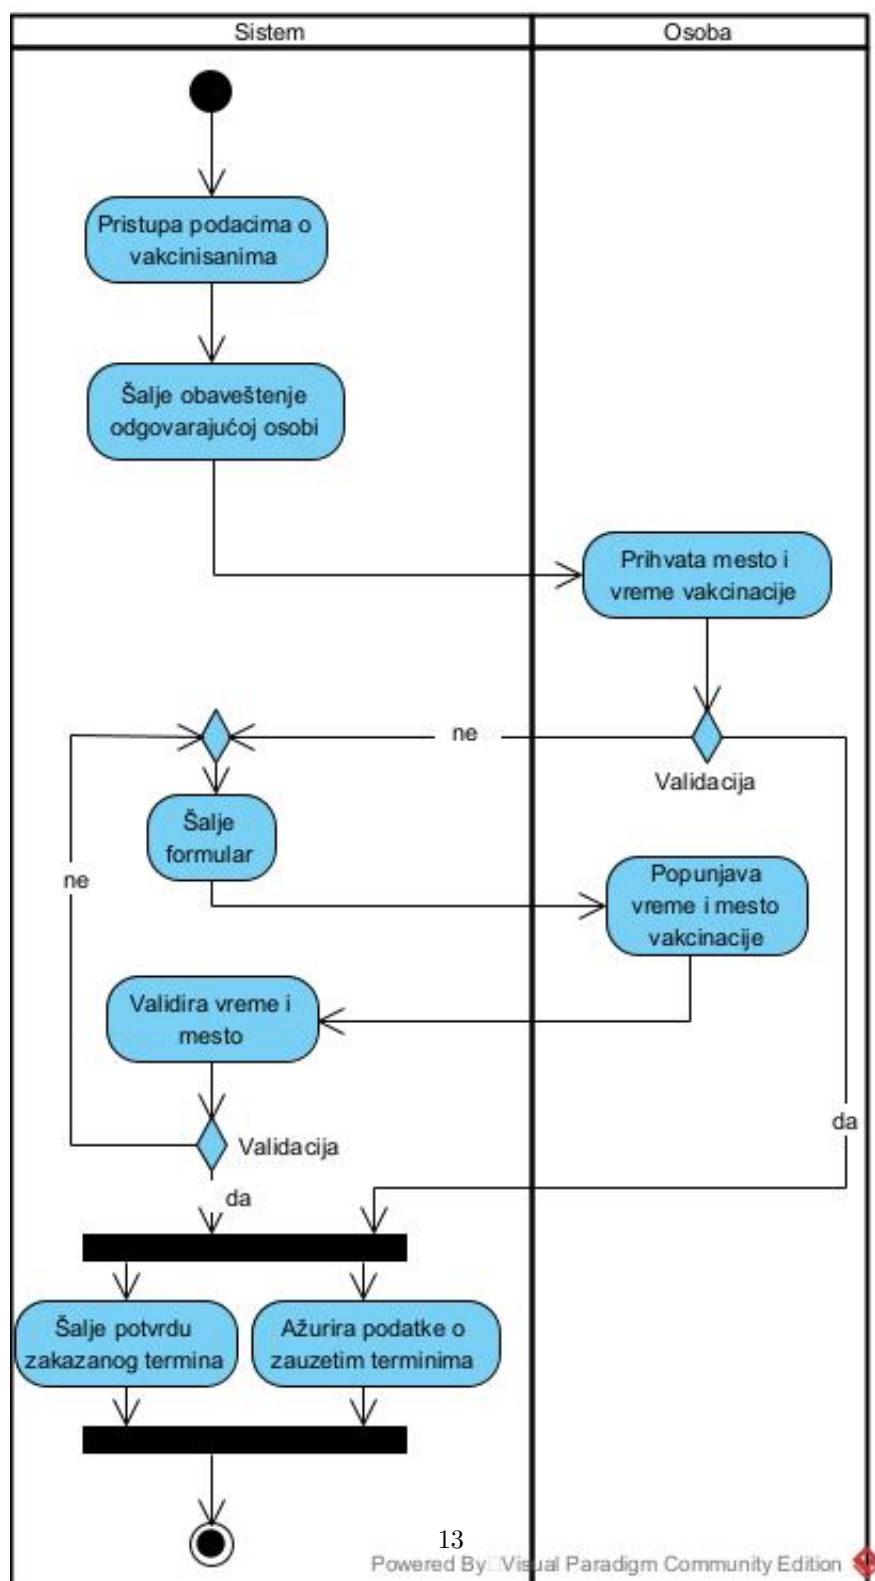 Sistem
Osoba
Pristupa podacima o
vakcinisanima
Šalje obaveštenje
odgovarajućoj osobi
Prihvata mesto i
vreme vakcinacije
ne
Validacija
Šalje
formular
ne
Popunjava
vreme i mesto
vakcinacije
Validira vreme i
mesto
da
Validacija
da
Šalje potvrdu
zakazanog termina
Ažurira podatke o
zauzetim terminima
13
Powered By Visual Paradigm Community Edition